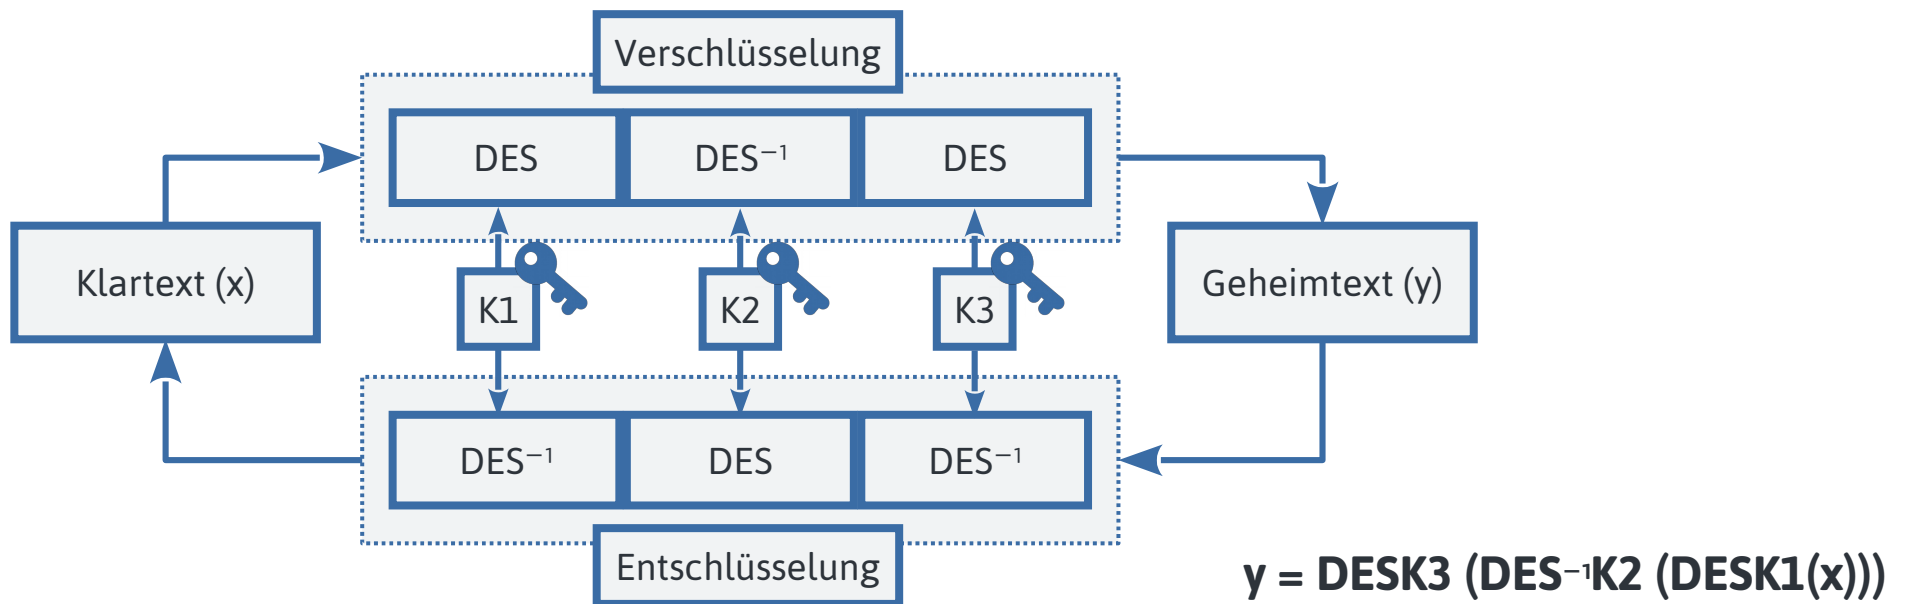 Verschlüsselung
DES
DES⁻¹
DES
Klartext (x)
K1
K2
K3
Geheimtext (y)
DES⁻¹
DES
DES⁻¹
Entschlüsselung
y = DESK3 (DES⁻¹K2 (DESK1(x)))